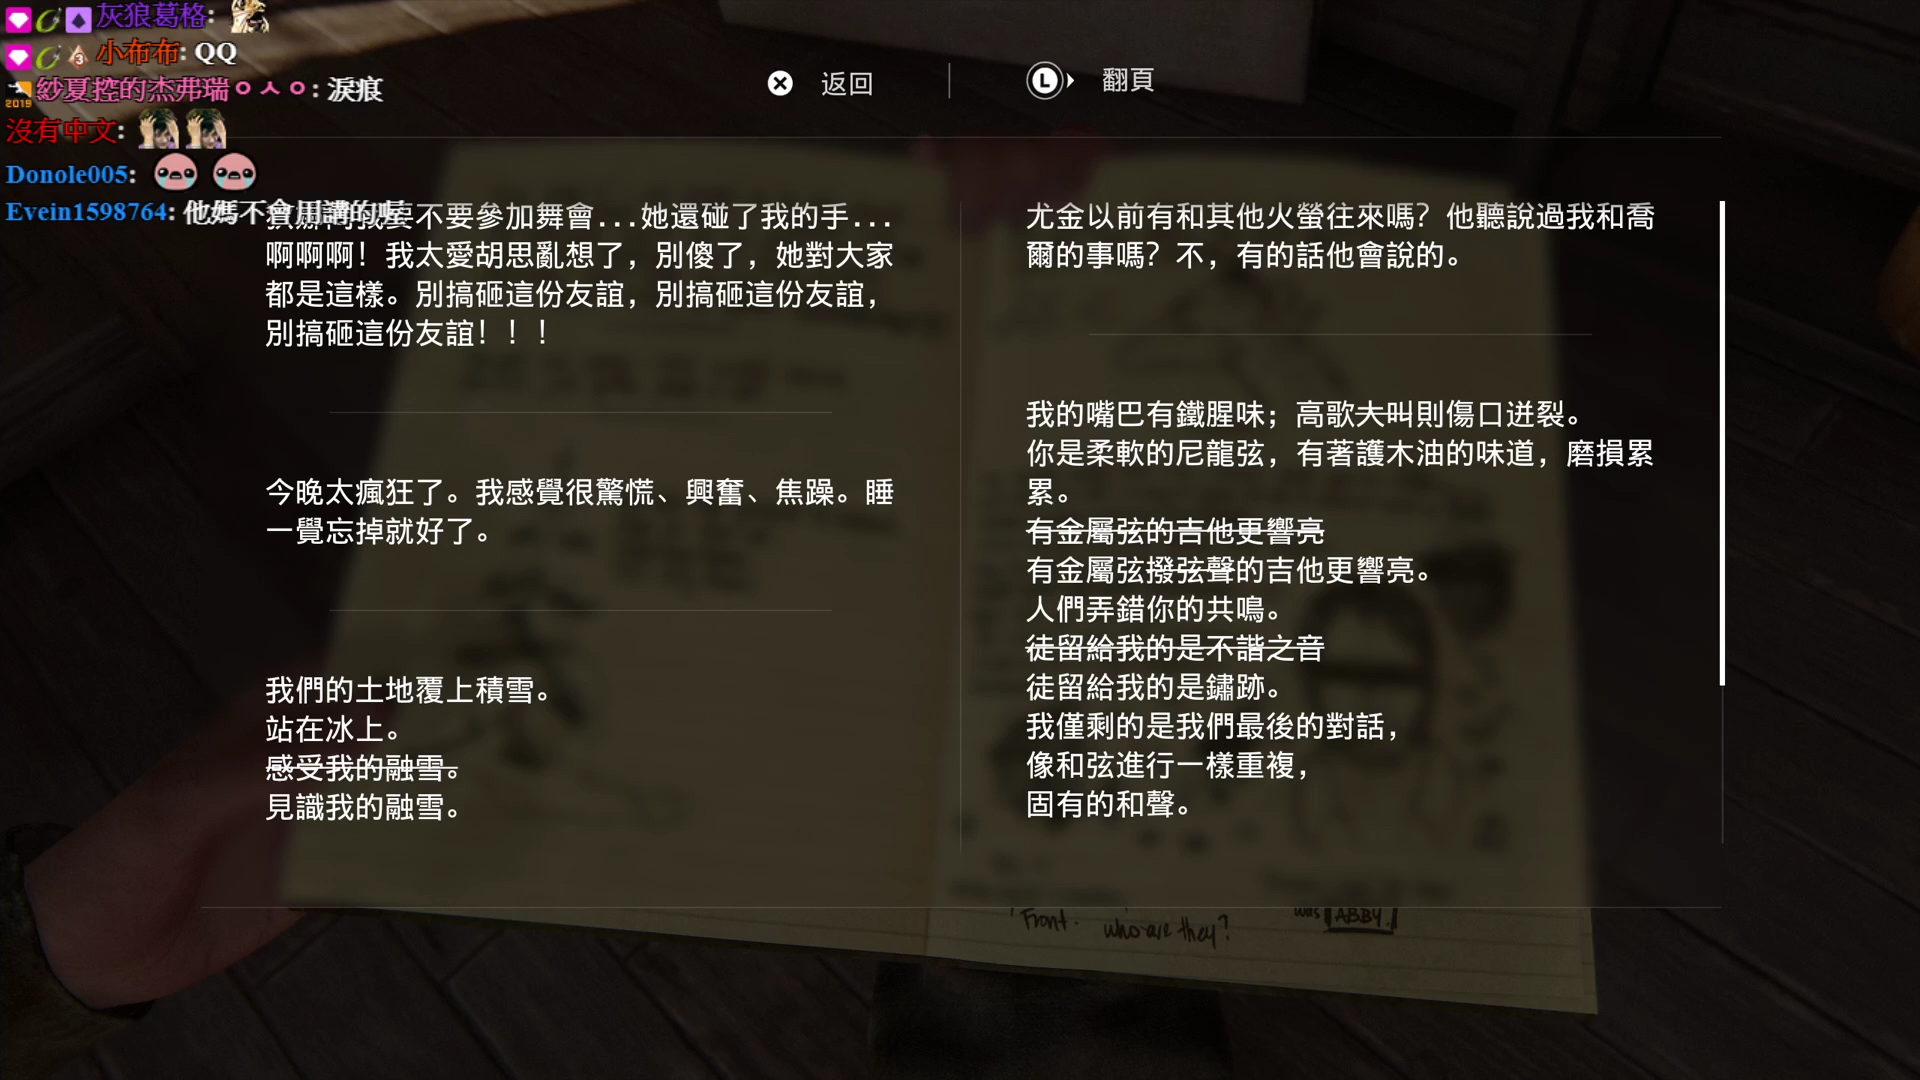 灰狼葛格:
小布布: QQ
紗夏控的杰弗瑞ㅇㅅㅇ: 淚痕
2019
沒有中文:
Donole005:
Evein1598764: 他媽不會用講的喔
返回
L 翻頁
問我要不要參加舞會...她還碰了我的手...
啊啊啊！我太愛胡思亂想了，別傻了，她對大家
都是這樣。別搞砸這份友誼，別搞砸這份友誼，
別搞砸這份友誼！！！
今晚太瘋狂了。我感覺很驚慌、興奮、焦躁。睡
一覺忘掉就好了。
我們的土地覆上積雪。
站在冰上。
感受我的融雪。
見識我的融雪。
尤金以前有和其他火螢往來嗎？他聽說過我和喬
爾的事嗎？不，有的話他會說的。
我的嘴巴有鐵腥味；高歌大叫則傷口迸裂。
你是柔軟的尼龍弦，有著護木油的味道，磨損累
累。
有金屬弦的吉他更響亮
有金屬弦撥弦聲的吉他更響亮。
人們弄錯你的共鳴。
徒留給我的是不諧之音
徒留給我的是鏽跡。
我僅剩的是我們最後的對話，
像和弦進行一樣重複，
固有的和聲。
Front. who are they?
was ABBY.